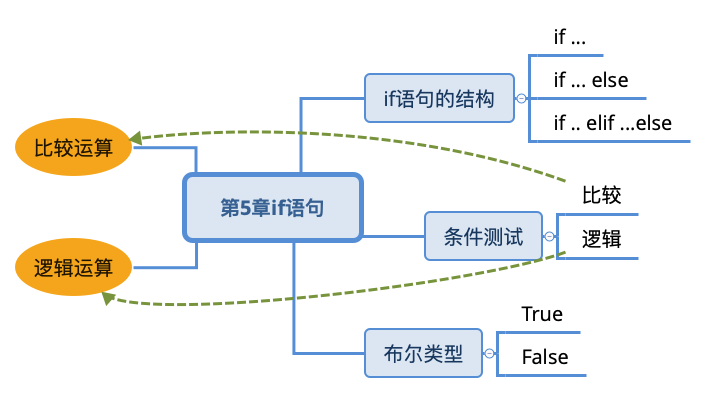 if ...
if语句的结构
if ... else
if .. elif ...else
比较运算
第5章if语句
比较
条件测试
逻辑
逻辑运算
True
布尔类型
False